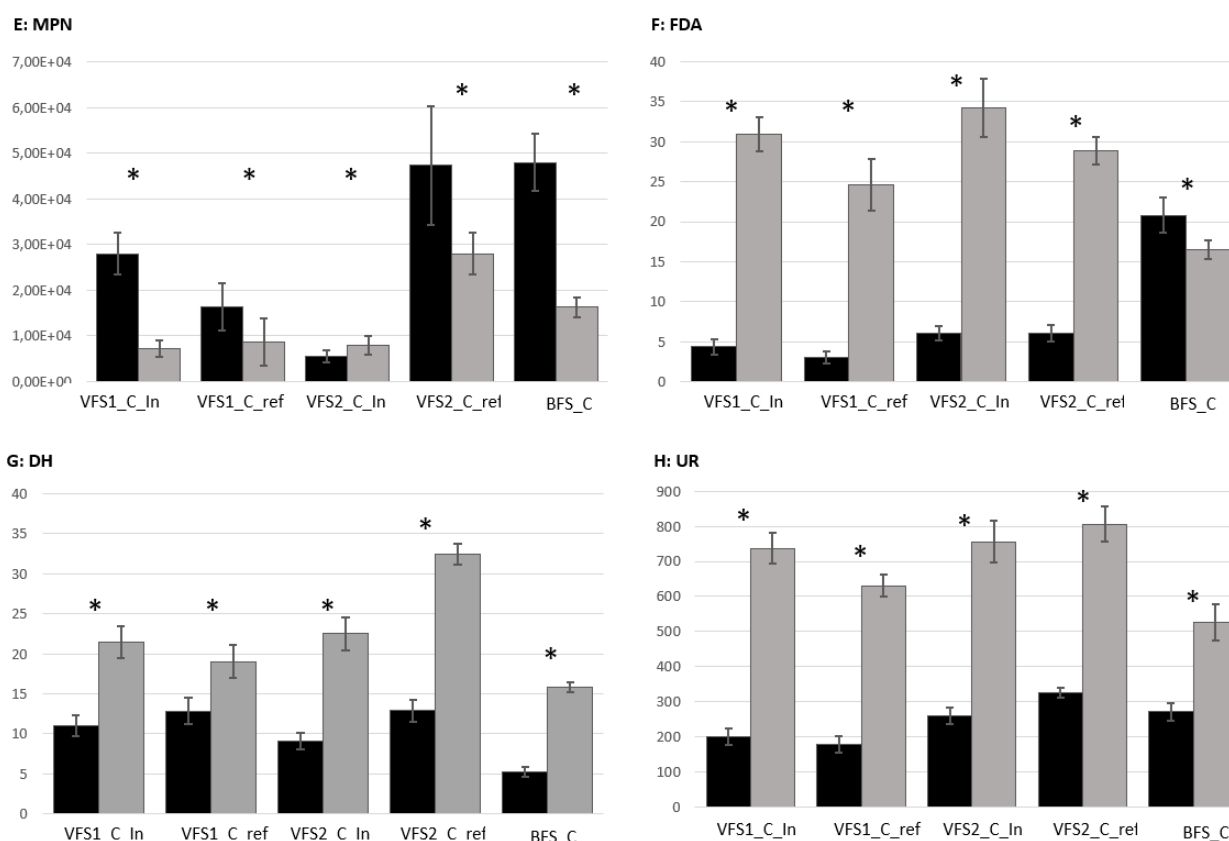 E: MPN
7,00E+04
6,00E+04
5,00E+04
4,00E+04
3,00E+04
2,00E+04
1,00E+04
0,00E+00
* * * * *
VFS1_C_In VFS1_C_ref VFS2_C_In VFS2_C_ref BFS_C
F: FDA
40
35
30
25
20
15
10
5
0
* * * * *
VFS1_C_In VFS1_C_ref VFS2_C_In VFS2_C_ref BFS_C
G: DH
40
35
30
25
20
15
10
5
0
* * * * *
VFS1_C_In VFS1_C_ref VFS2_C_In VFS2_C_ref BFS_C
H: UR
900
800
700
600
500
400
300
200
100
0
* * * * *
VFS1_C_In VFS1_C_ref VFS2_C_In VFS2_C_ref BFS_C